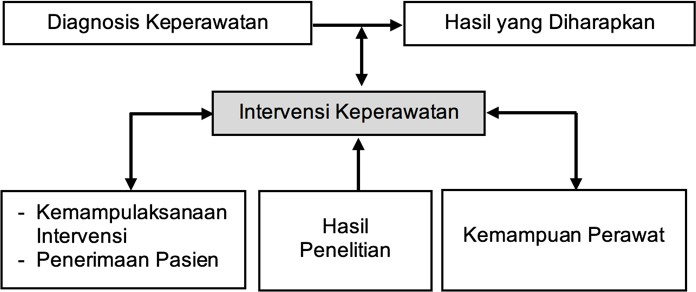 Diagnosis Keperawatan
Hasil yang Diharapkan
Intervensi Keperawatan
- Kemampulaksanaan
Intervensi
- Penerimaan Pasien
Hasil
Penelitian
Kemampuan Perawat